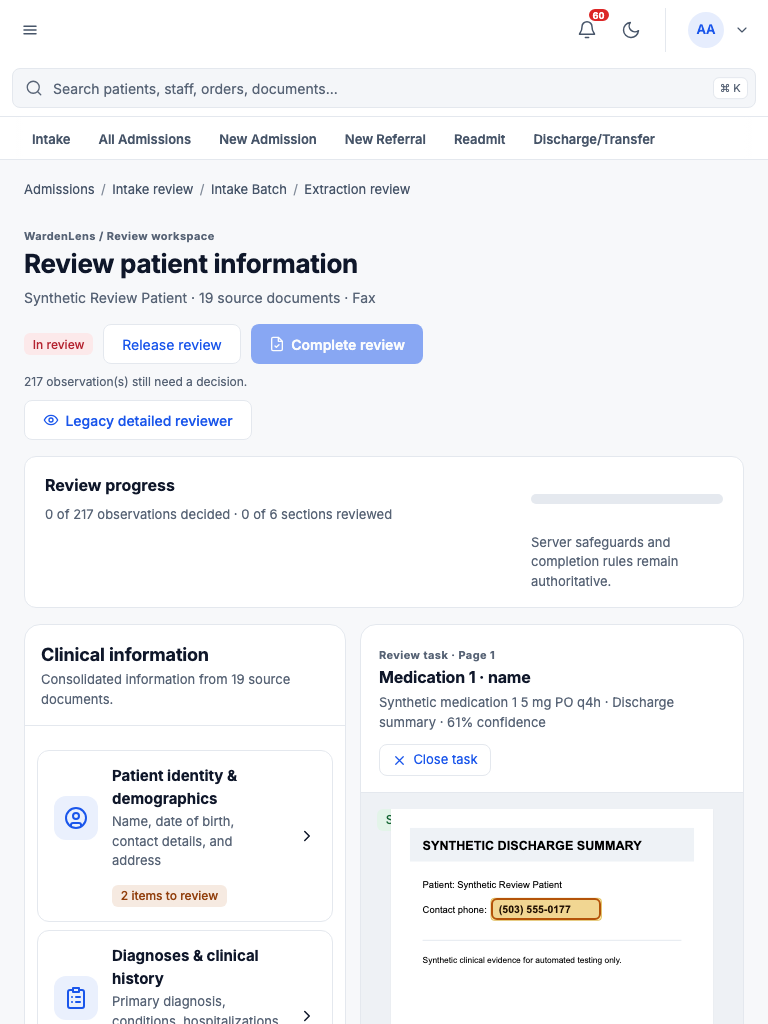 60
AA
Search patients, staff, orders, documents...
⌘ K
Intake
All Admissions
New Admission
New Referral
Readmit
Discharge/Transfer
Admissions / Intake review / Intake Batch / Extraction review
WardenLens / Review workspace
Review patient information
Synthetic Review Patient · 19 source documents · Fax
In review
Release review
Complete review
217 observation(s) still need a decision.
Legacy detailed reviewer
Review progress
0 of 217 observations decided · 0 of 6 sections reviewed
Server safeguards and
completion rules remain
authoritative.
Clinical information
Consolidated information from 19 source
documents.
Patient identity &
demographics
Name, date of birth,
contact details, and
address
2 items to review
Diagnoses & clinical
history
Primary diagnosis,
conditions, hospitalizations
Review task · Page 1
Medication 1 · name
Synthetic medication 1 5 mg PO q4h · Discharge
summary · 61% confidence
Close task
SYNTHETIC DISCHARGE SUMMARY
Patient: Synthetic Review Patient
Contact phone: (503) 555-0177
Synthetic clinical evidence for automated testing only.